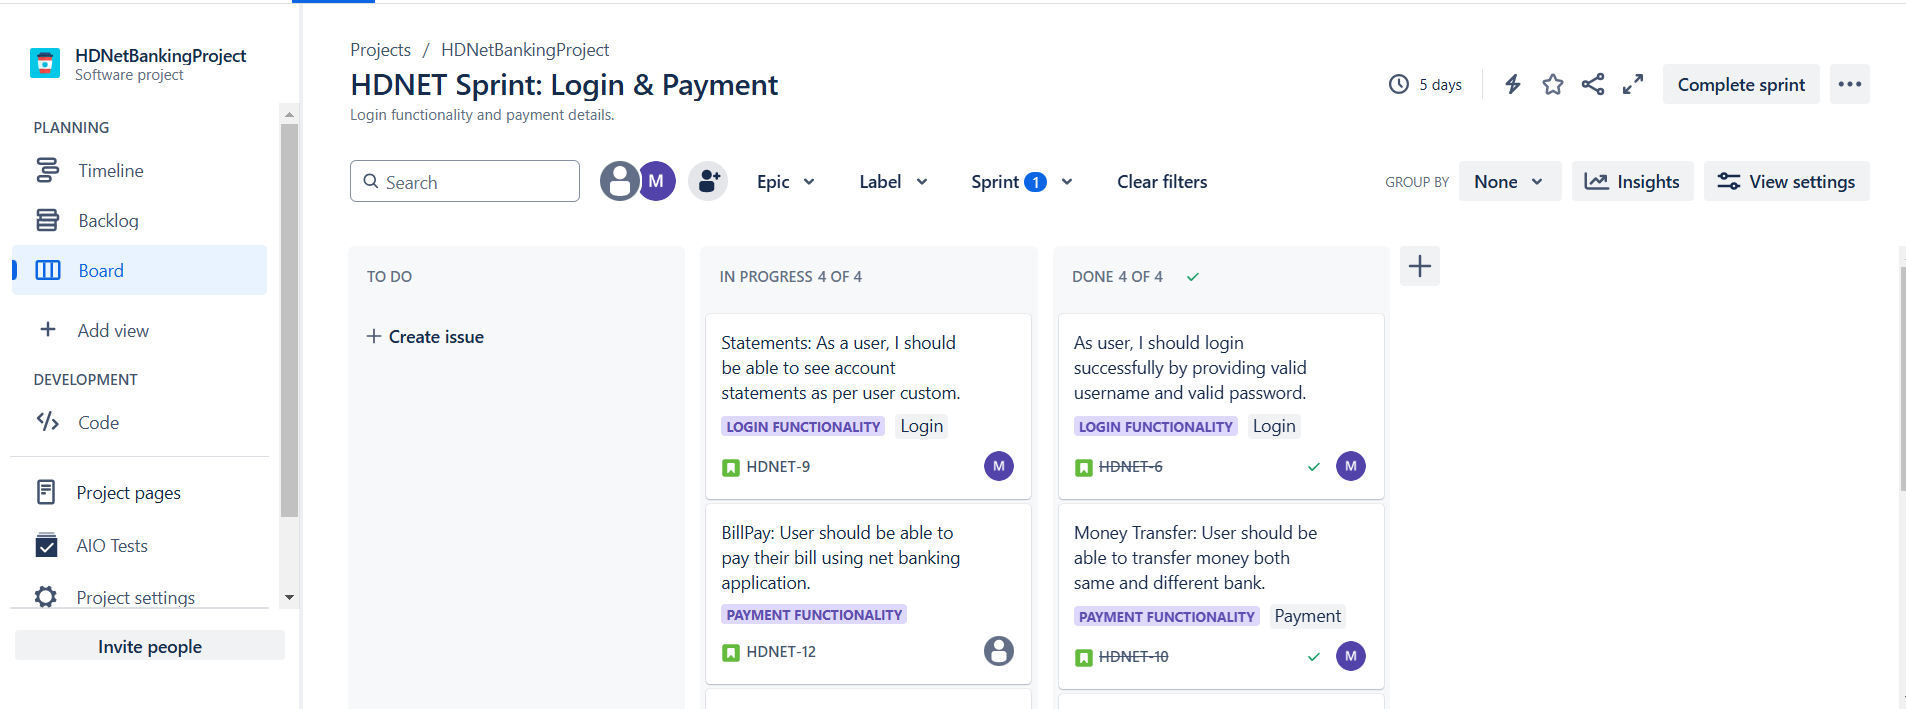 HDNetBankingProject
Software project
PLANNING
Timeline
Backlog
Board
Add view
DEVELOPMENT
Code
Project pages
AIO Tests
Project settings
Invite people
Projects / HDNetBankingProject
HDNET Sprint: Login & Payment
Login functionality and payment details.
5 days
Complete sprint
Search
M
Epic
Label
Sprint 1
Clear filters
GROUP BY
None
Insights
View settings
TO DO
+ Create issue
IN PROGRESS 4 OF 4
Statements: As a user, I should
be able to see account
statements as per user custom.
LOGIN FUNCTIONALITY Login
HDNET-9 M
BillPay: User should be able to
pay their bill using net banking
application.
PAYMENT FUNCTIONALITY
HDNET-12
DONE 4 OF 4
As user, I should login
successfully by providing valid
username and valid password.
LOGIN FUNCTIONALITY Login
HDNET-6 M
Money Transfer: User should be
able to transfer money both
same and different bank.
PAYMENT FUNCTIONALITY Payment
HDNET-10 M